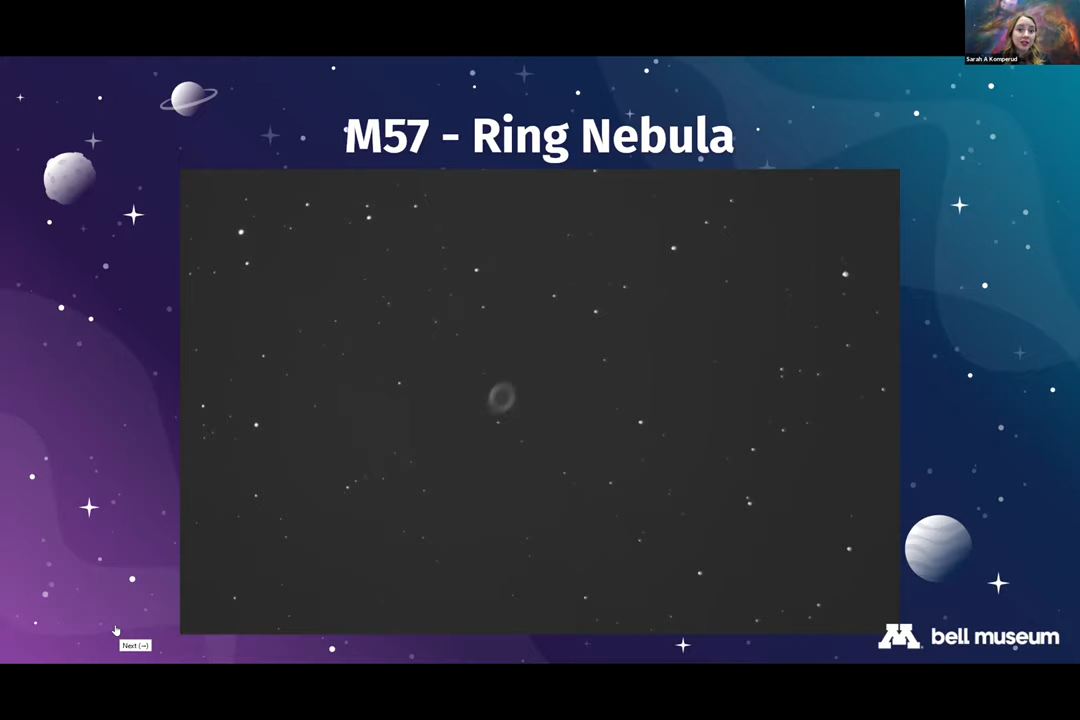 Sarah A Komperud
M57 - Ring Nebula
Next (→)
M bell museum